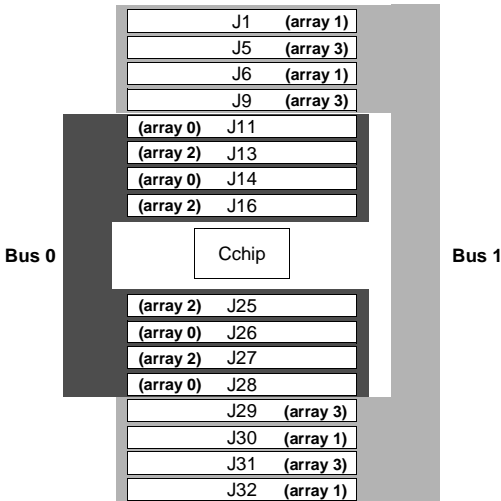 J1 (array 1)
J5 (array 3)
J6 (array 1)
J9 (array 3)
(array 0) J11
(array 2) J13
(array 0) J14
(array 2) J16
Bus 0 Cchip Bus 1
(array 2) J25
(array 0) J26
(array 2) J27
(array 0) J28
J29 (array 3)
J30 (array 1)
J31 (array 3)
J32 (array 1)